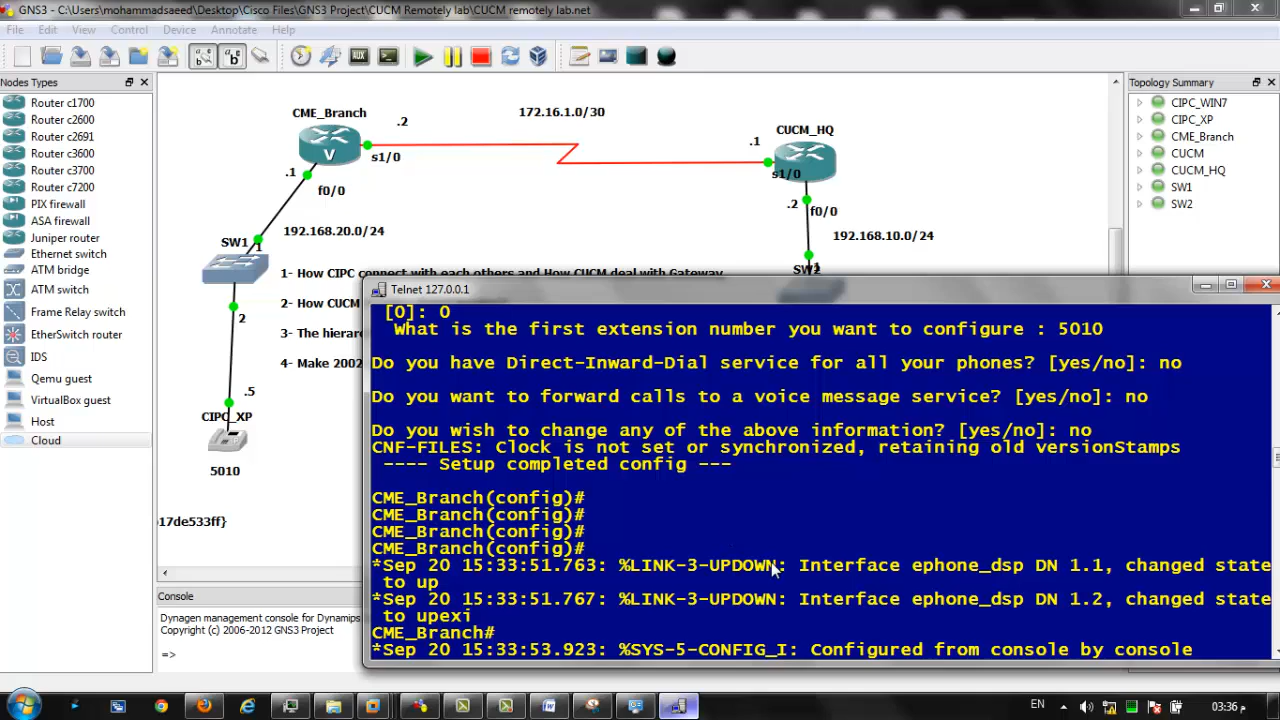 GNS3 - C:\Users\mohammadsaeed\Desktop\Cisco Files\GNS3 Project\CUCM Remotely lab\CUCM remotely lab.net
File Edit View Control Device Annotate Help
Nodes Types
Router c1700
Router c2600
Router c2691
Router c3600
Router c3700
Router c7200
PIX firewall
ASA firewall
Juniper router
Ethernet switch
ATM bridge
ATM switch
Frame Relay switch
EtherSwitch router
IDS
Qemu guest
VirtualBox guest
Host
Cloud
CME_Branch
V
.2
s1/0
172.16.1.0/30
CUCM_HQ
.1
s1/0
.1
f0/0
.2
f0/0
192.168.20.0/24
192.168.10.0/24
SW1
1
SW2
1- How CIPC connect with each others and How CUCM deal with Gateway
2- How CUCM
3- The hierar
4- Make 2002
2
.5
CIPC_XP
5010
17de533ff}
Topology Summary
CIPC_WIN7
CIPC_XP
CME_Branch
CUCM
CUCM_HQ
SW1
SW2
Console
Dynagen management console for Dynamips
Copyright (c) 2006-2012 GNS3 Project
=>
Telnet 127.0.0.1
[0]: 0
What is the first extension number you want to configure : 5010
Do you have Direct-Inward-Dial service for all your phones? [yes/no]: no
Do you want to forward calls to a voice message service? [yes/no]: no
Do you wish to change any of the above information? [yes/no]: no
CNF-FILES: Clock is not set or synchronized, retaining old versionStamps
---- Setup completed config ---
CME_Branch(config)#
CME_Branch(config)#
CME_Branch(config)#
CME_Branch(config)#
*Sep 20 15:33:51.763: %LINK-3-UPDOWN: Interface ephone_dsp DN 1.1, changed state
to up
*Sep 20 15:33:51.767: %LINK-3-UPDOWN: Interface ephone_dsp DN 1.2, changed state
to upexi
CME_Branch#
*Sep 20 15:33:53.923: %SYS-5-CONFIG_I: Configured from console by console
EN
03:36 م